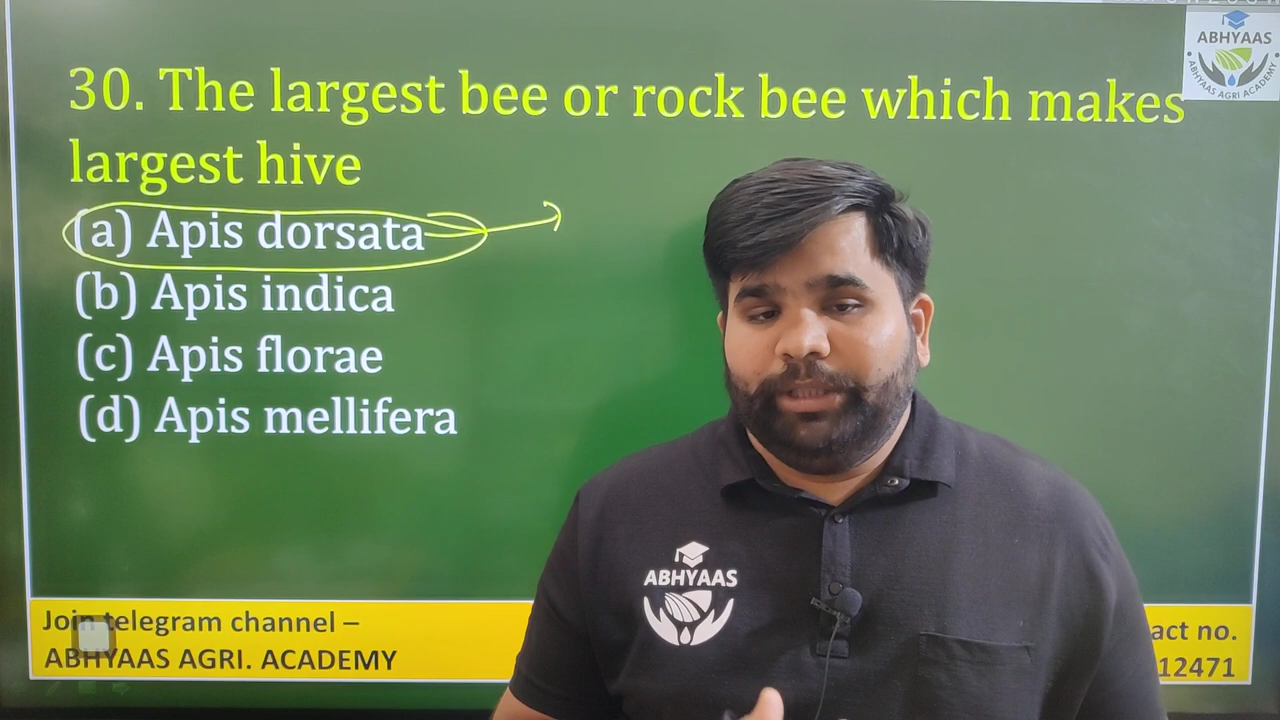 ABHYAAS
ABHYAAS AGRI ACADEMY
30. The largest bee or rock bee which makes
largest hive
(a) Apis dorsata
(b) Apis indica
(c) Apis florae
(d) Apis mellifera
ABHYAAS
Join telegram channel –
ABHYAAS AGRI. ACADEMY
act no.
12471